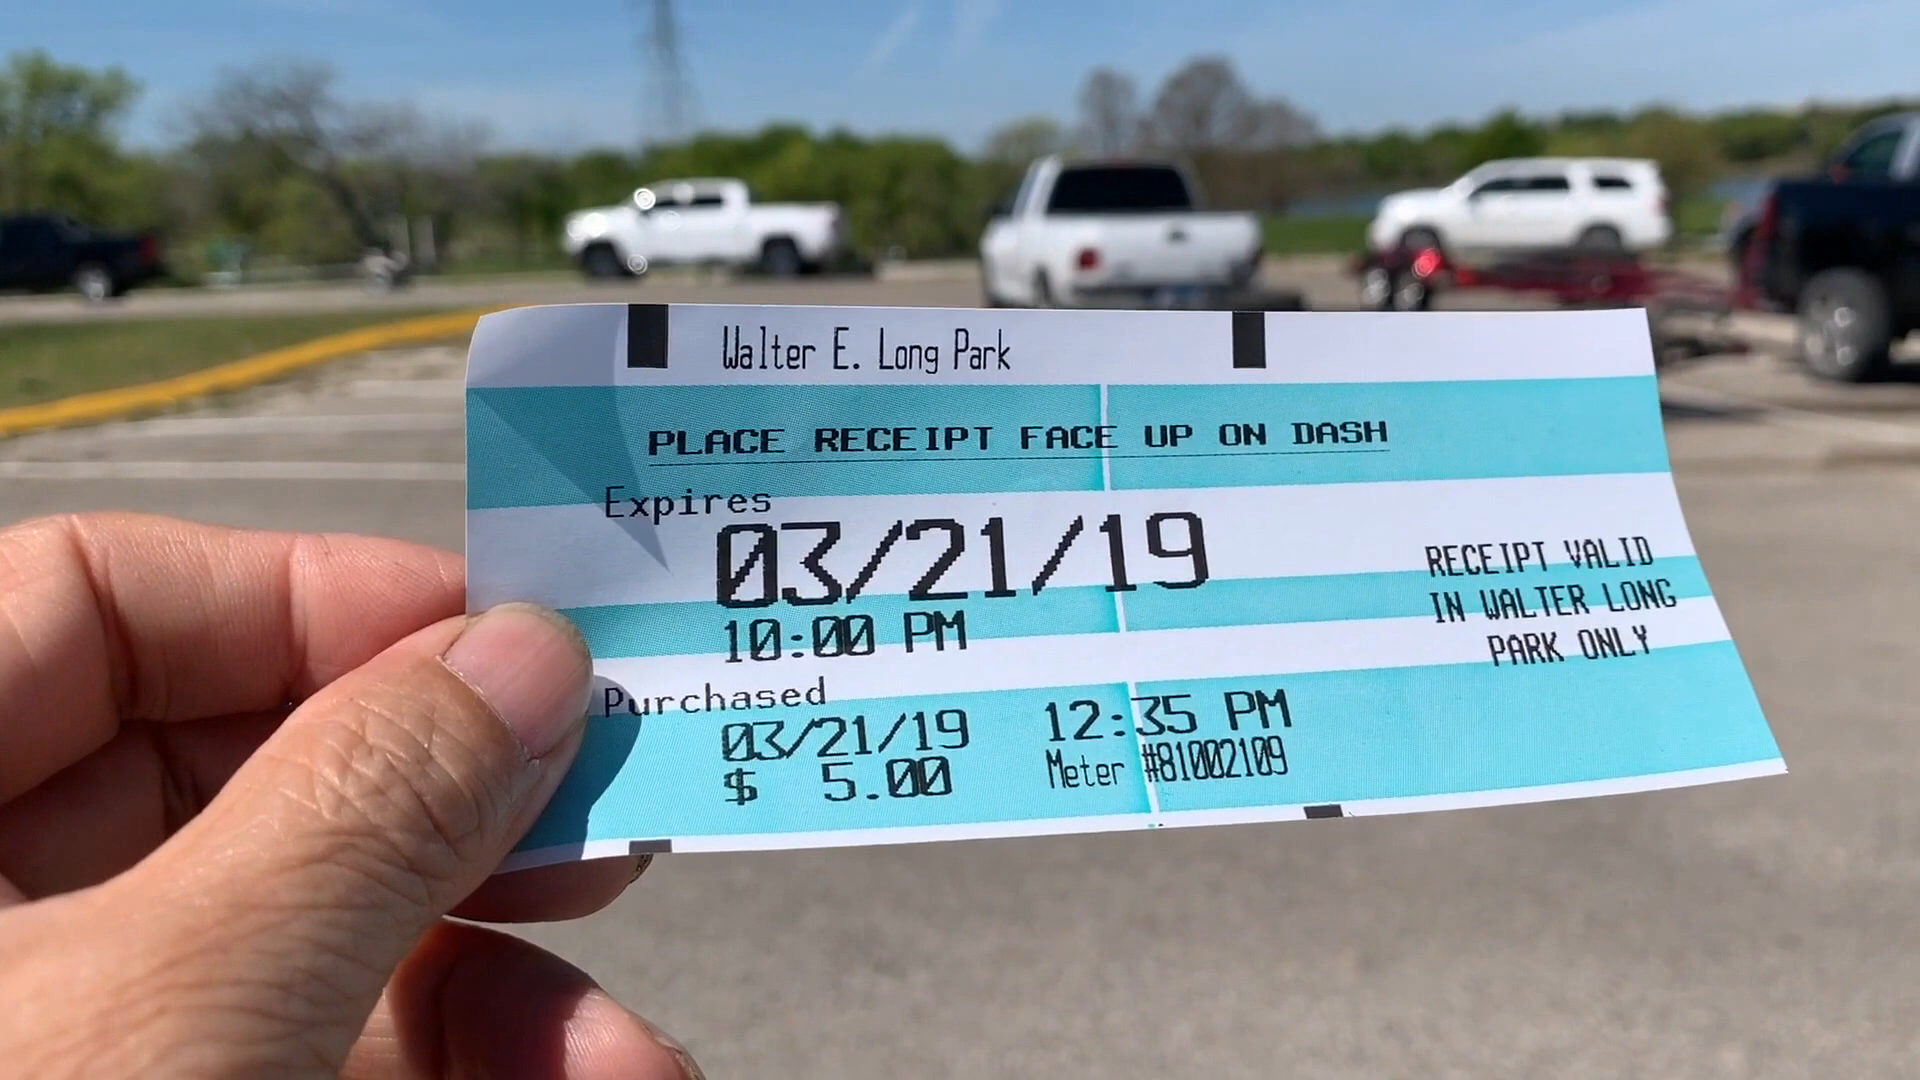 Walter E. Long Park
PLACE RECEIPT FACE UP ON DASH
Expires
03/21/19
10:00 PM
RECEIPT VALID
IN WALTER LONG
PARK ONLY
Purchased
03/21/19 12:35 PM
$ 5.00 Meter #81002109